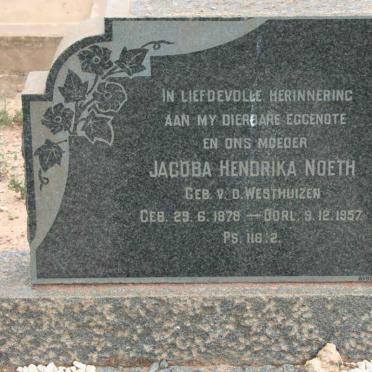 IN LIEFDEVOLLE HERINNERING
AAN MY DIERBARE EGGENOTE
EN ONS MOEDER
JACOBA HENDRIKA NOETH
GEB. V. D. WESTHUIZEN
GEB. 29. 6. 1878 — OORL. 9. 12. 1957.
PS. 116:2.